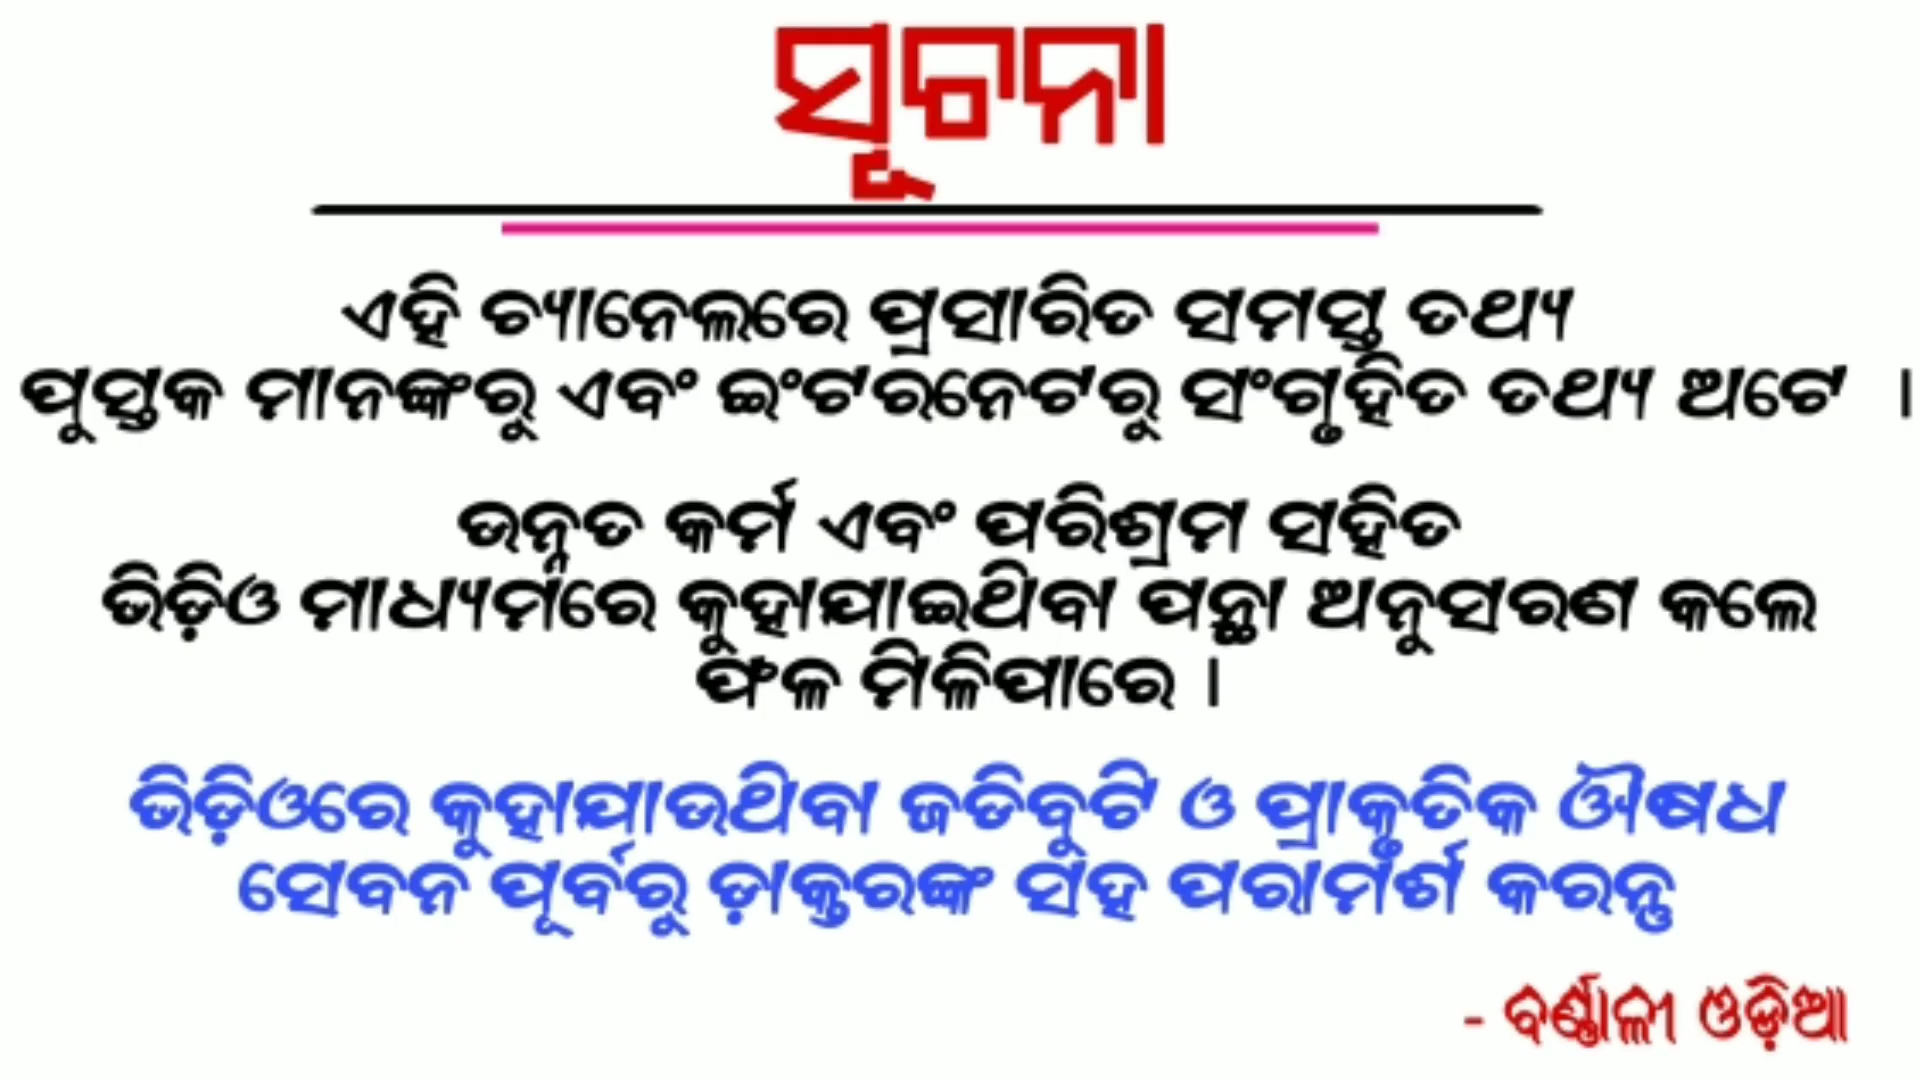 ସୂଚନା
ଏହି ଚ୍ୟାନେଲରେ ପ୍ରସାରିତ ସମସ୍ତ ତଥ୍ୟ
ପୁସ୍ତକ ମାନଙ୍କରୁ ଏବଂ ଇଂଟରନେଟରୁ ସଂଗୃହିତ ତଥ୍ୟ ଅଟେ ।
ଉନ୍ନତ କର୍ମ ଏବଂ ପରିଶ୍ରମ ସହିତ
ଭିଡ଼ିଓ ମାଧ୍ୟମରେ କୁହାଯାଇଥିବା ପନ୍ଥା ଅନୁସରଣ କଲେ
ଫଳ ମିଳିପାରେ ।
ଭିଡ଼ିଓରେ କୁହାଯାଉଥିବା ଜଡିବୁଟି ଓ ପ୍ରାକୃତିକ ଔଷଧ
ସେବନ ପୂର୍ବରୁ ଡ଼ାକ୍ତରଙ୍କ ସହ ପରାମର୍ଶ କରନ୍ତୁ
- ବର୍ଣ୍ଣାଳୀ ଓଡ଼ିଆ